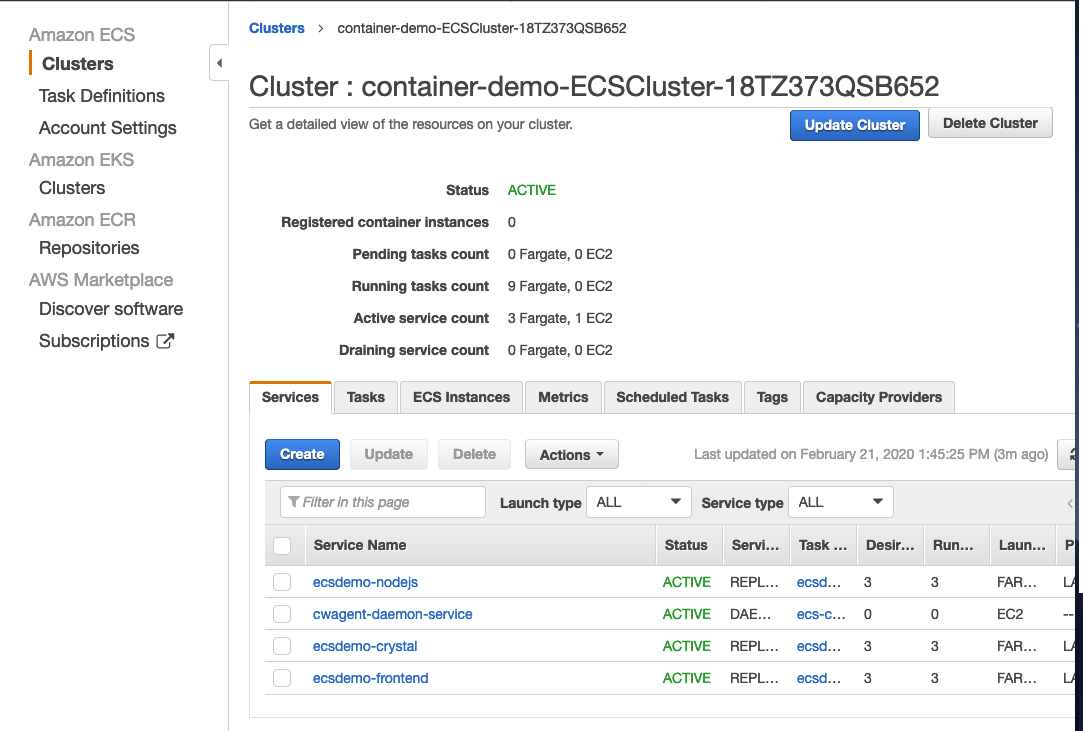 Amazon ECS
Clusters
Task Definitions
Account Settings
Amazon EKS
Clusters
Amazon ECR
Repositories
AWS Marketplace
Discover software
Subscriptions
Clusters > container-demo-ECSCluster-18TZ373QSB652
Cluster : container-demo-ECSCluster-18TZ373QSB652
Get a detailed view of the resources on your cluster.
Update Cluster Delete Cluster
Status ACTIVE
Registered container instances 0
Pending tasks count 0 Fargate, 0 EC2
Running tasks count 9 Fargate, 0 EC2
Active service count 3 Fargate, 1 EC2
Draining service count 0 Fargate, 0 EC2
Services Tasks ECS Instances Metrics Scheduled Tasks Tags Capacity Providers
Create Update Delete Actions Last updated on February 21, 2020 1:45:25 PM (3m ago)
Filter in this page Launch type ALL Service type ALL
Service Name Status Servi... Task ... Desir... Run... Laun... P
ecsdemo-nodejs ACTIVE REPL... ecsd... 3 3 FAR... LA
cwagent-daemon-service ACTIVE DAE... ecs-c... 0 0 EC2 --
ecsdemo-crystal ACTIVE REPL... ecsd... 3 3 FAR... LA
ecsdemo-frontend ACTIVE REPL... ecsd... 3 3 FAR... LA